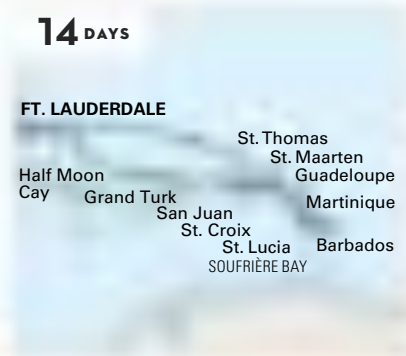 14 DAYS
FT. LAUDERDALE
St. Thomas
St. Maarten
Guadeloupe
Half Moon
Cay
Grand Turk
Martinique
San Juan
St. Croix
St. Lucia
Barbados
SOUFRIÈRE BAY